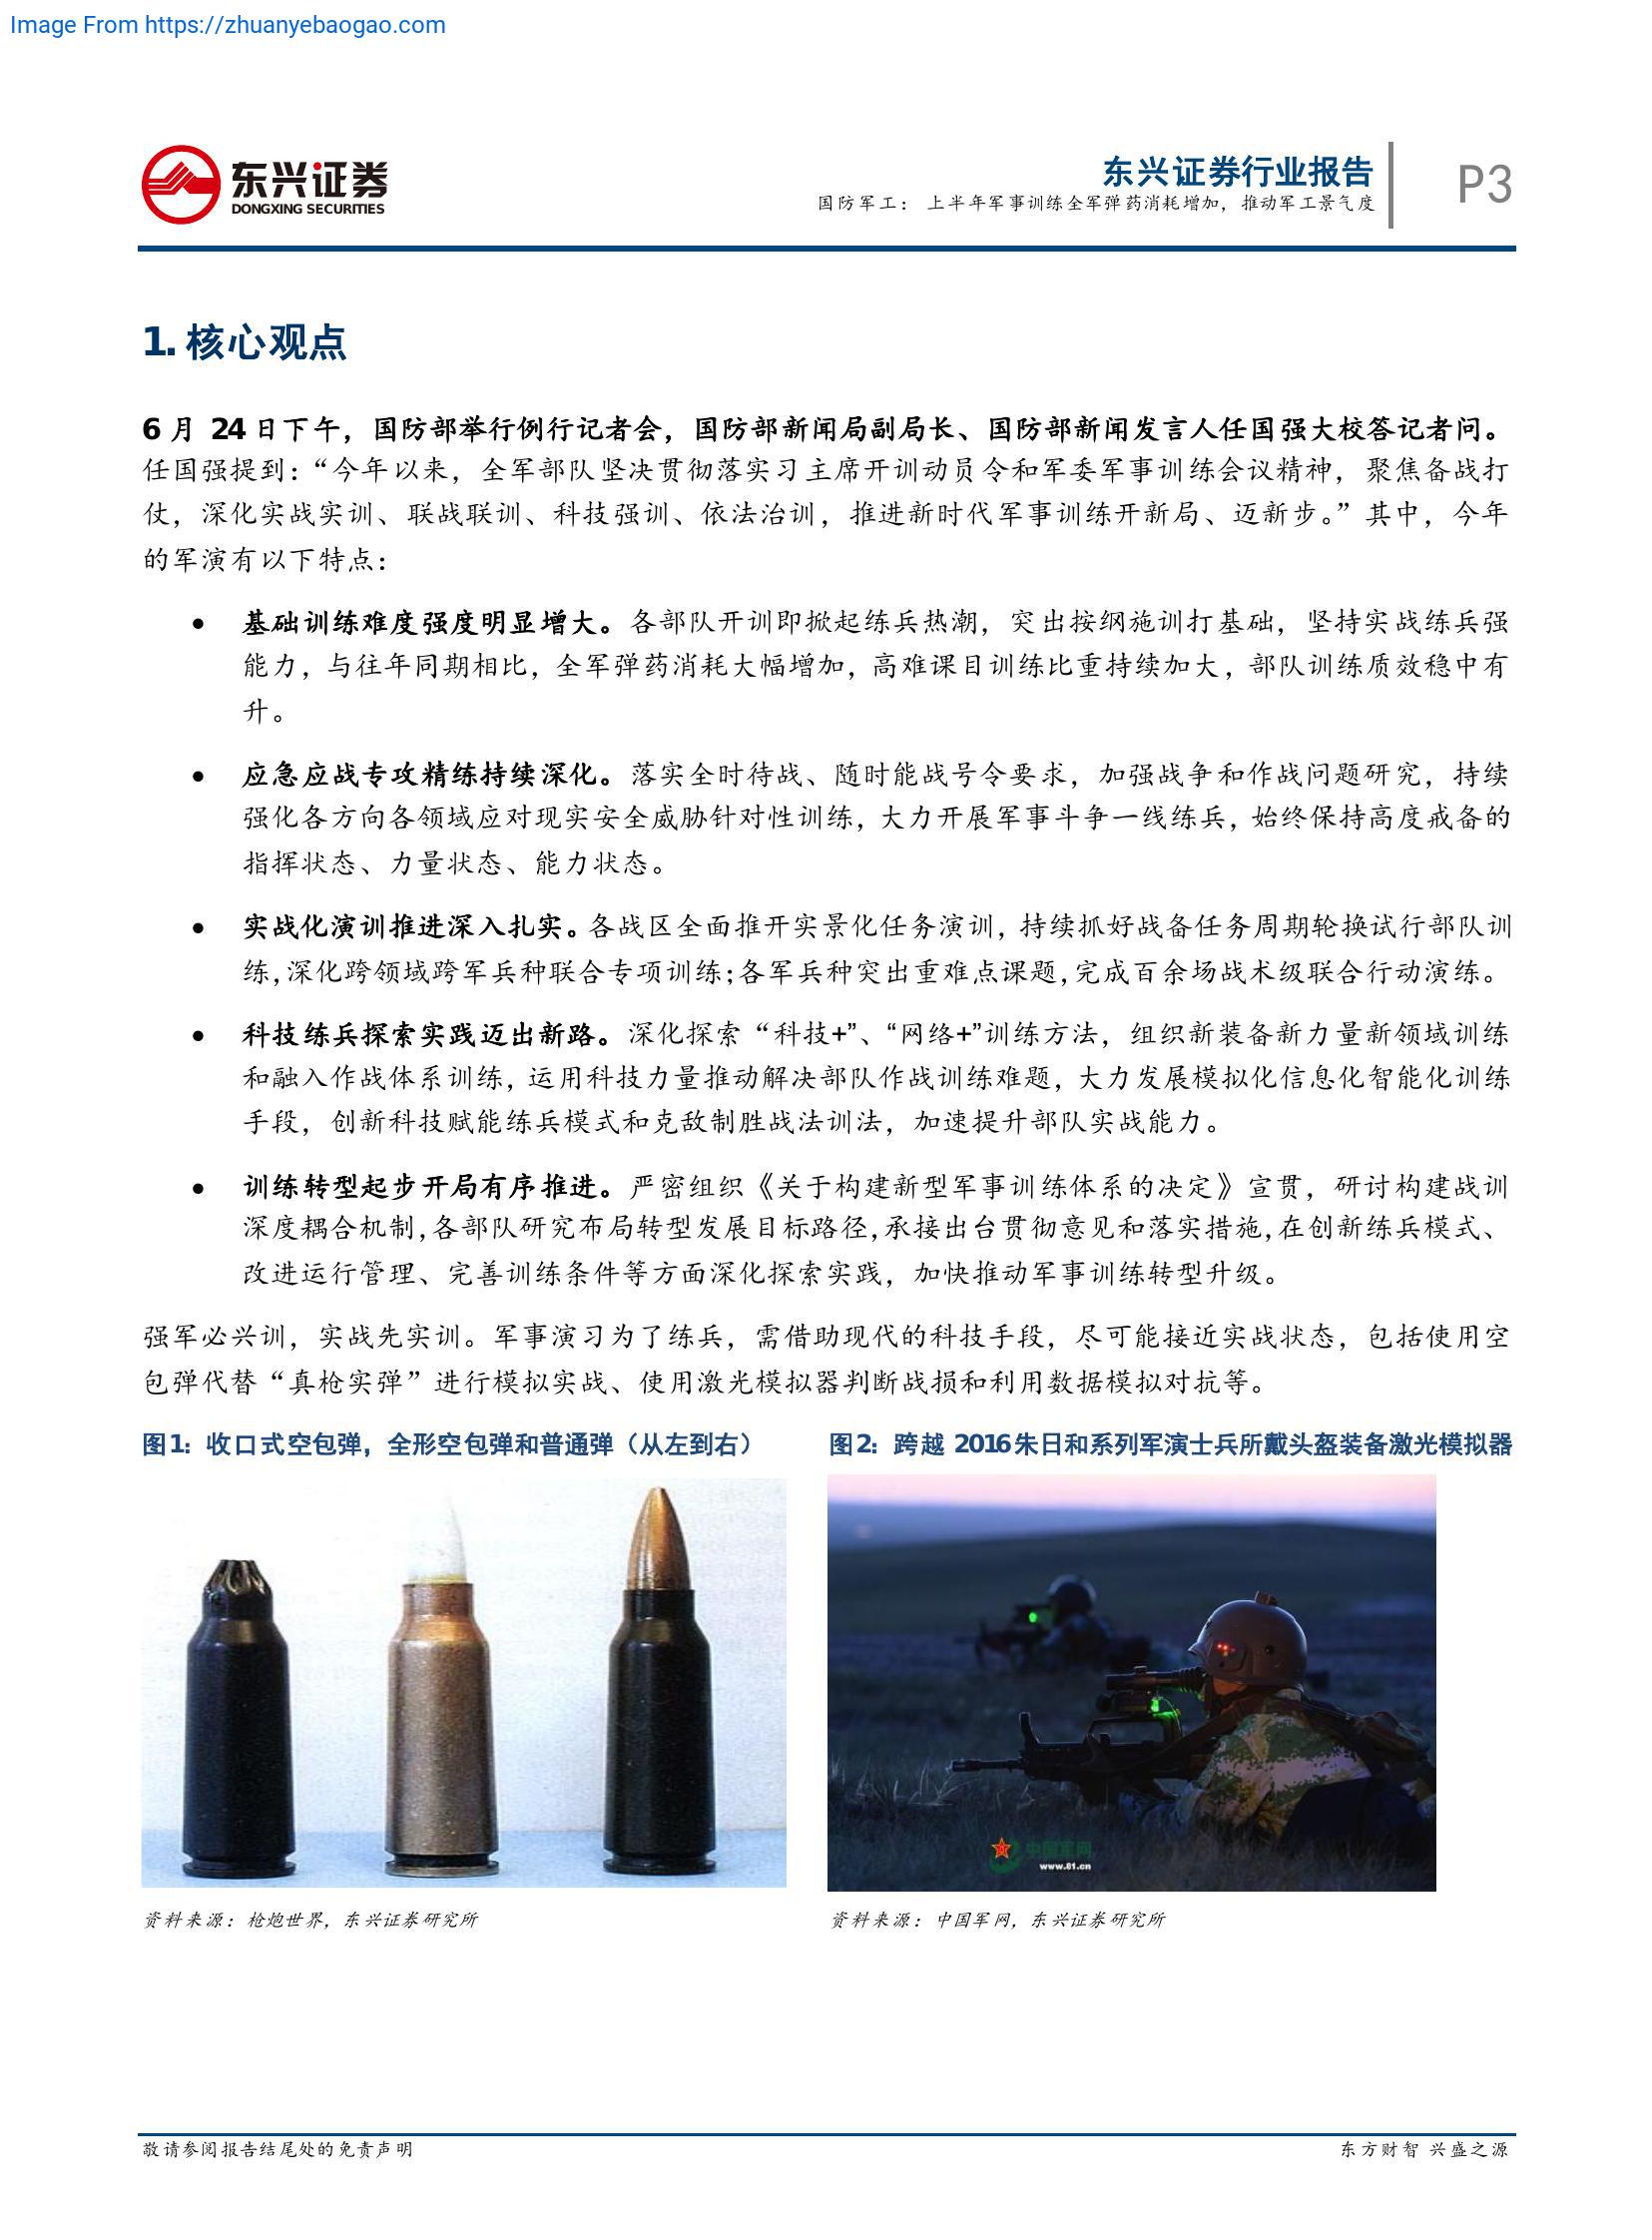 Image From https://zhuanyebaogao.com
东兴证券
DONGXING SECURITIES
东兴证券行业报告
国防军工： 上半年军事训练全军弹药消耗增加，推动军工景气度
P3
1. 核心观点
6 月 24 日下午，国防部举行例行记者会，国防部新闻局副局长、国防部新闻发言人任国强大校答记者问。
任国强提到：“今年以来，全军部队坚决贯彻落实习主席开训动员令和军委军事训练会议精神，聚焦备战打
仗，深化实战实训、联战联训、科技强训、依法治训，推进新时代军事训练开新局、迈新步。”其中，今年
的军演有以下特点：
● 基础训练难度强度明显增大。各部队开训即掀起练兵热潮，突出按纲施训打基础，坚持实战练兵强
能力，与往年同期相比，全军弹药消耗大幅增加，高难课目训练比重持续加大，部队训练质效稳中有
升。
● 应急应战专攻精练持续深化。落实全时待战、随时能战号令要求，加强战争和作战问题研究，持续
强化各方向各领域应对现实安全威胁针对性训练，大力开展军事斗争一线练兵，始终保持高度戒备的
指挥状态、力量状态、能力状态。
● 实战化演训推进深入扎实。各战区全面推开实景化任务演训，持续抓好战备任务周期轮换试行部队训
练，深化跨领域跨军兵种联合专项训练；各军兵种突出重难点课题，完成百余场战术级联合行动演练。
● 科技练兵探索实践迈出新路。深化探索“科技+”、“网络+”训练方法，组织新装备新力量新领域训练
和融入作战体系训练，运用科技力量推动解决部队作战训练难题，大力发展模拟化信息化智能化训练
手段，创新科技赋能练兵模式和克敌制胜战法训法，加速提升部队实战能力。
● 训练转型起步开局有序推进。严密组织《关于构建新型军事训练体系的决定》宣贯，研讨构建战训
深度耦合机制，各部队研究布局转型发展目标路径，承接出台贯彻意见和落实措施，在创新练兵模式、
改进运行管理、完善训练条件等方面深化探索实践，加快推动军事训练转型升级。
强军必兴训，实战先实训。军事演习为了练兵，需借助现代的科技手段，尽可能接近实战状态，包括使用空
包弹代替“真枪实弹”进行模拟实战、使用激光模拟器判断战损和利用数据模拟对抗等。
图1：收口式空包弹，全形空包弹和普通弹（从左到右）
图2：跨越 2016朱日和系列军演士兵所戴头盔装备激光模拟器
中国军网
www.81.cn
资料来源：枪炮世界，东兴证券研究所
资料来源：中国军网，东兴证券研究所
敬请参阅报告结尾处的免责声明
东方财智 兴盛之源